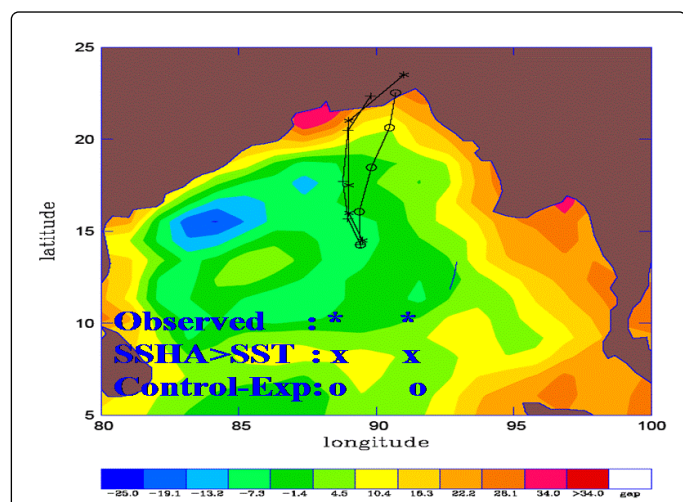 25
20
latitude
15
10
5
Observed : * *
SSHA>SST : x x
Control-Exp: o o
80 85 90 95 100
longitude
−25.0 −19.1 −13.2 −7.3 −1.4 4.5 10.4 16.3 22.2 28.1 34.0 >34.0 gap